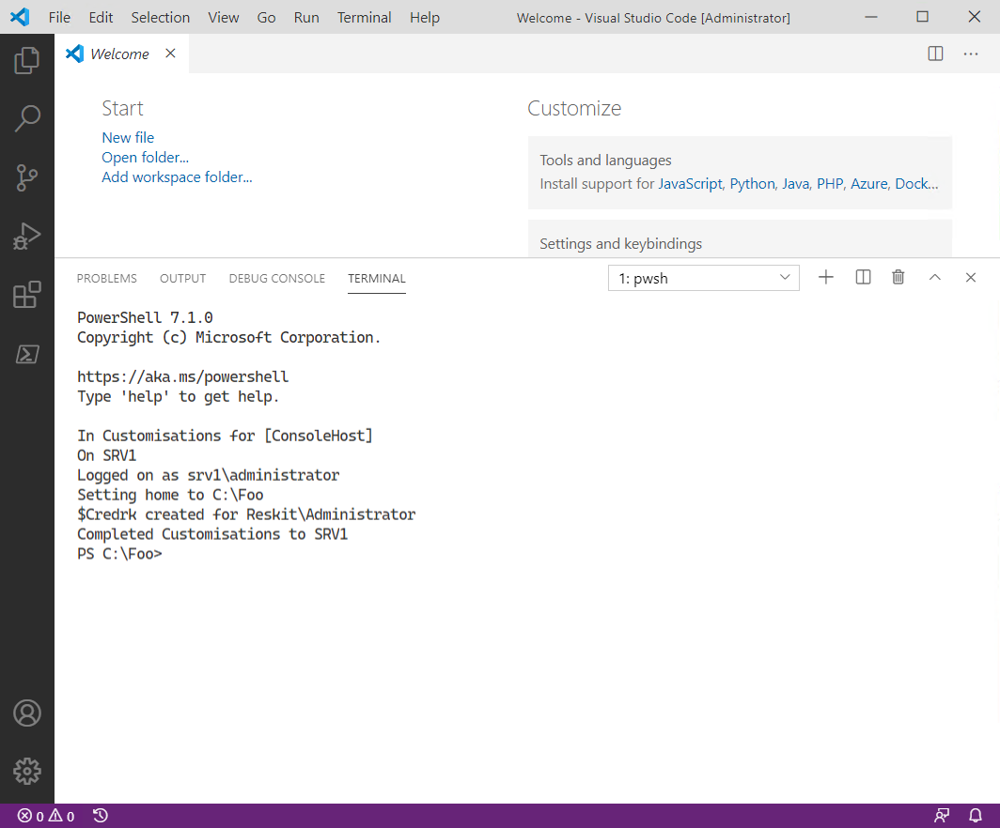 File Edit Selection View Go Run Terminal Help Welcome - Visual Studio Code [Administrator]
Welcome
Start
New file
Open folder...
Add workspace folder...
Customize
Tools and languages
Install support for JavaScript, Python, Java, PHP, Azure, Dock...
Settings and keybindings
PROBLEMS OUTPUT DEBUG CONSOLE TERMINAL 1: pwsh
PowerShell 7.1.0
Copyright (c) Microsoft Corporation.
https://aka.ms/powershell
Type 'help' to get help.
In Customisations for [ConsoleHost]
On SRV1
Logged on as srv1\administrator
Setting home to C:\Foo
$Credrk created for Reskit\Administrator
Completed Customisations to SRV1
PS C:\Foo>
0 0